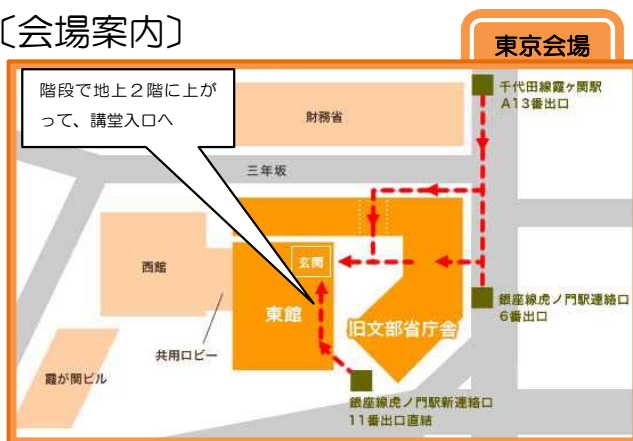 〔会場案内〕
東京会場
階段で地上２階に上が
って、講堂入口へ
千代田線霞ヶ関駅
A13番出口
財務省
三年坂
西館
玄関
東館
旧文部省庁舎
銀座線虎ノ門駅連絡口
6番出口
共用ロビー
霞が関ビル
銀座線虎ノ門駅新連絡口
11番出口直結